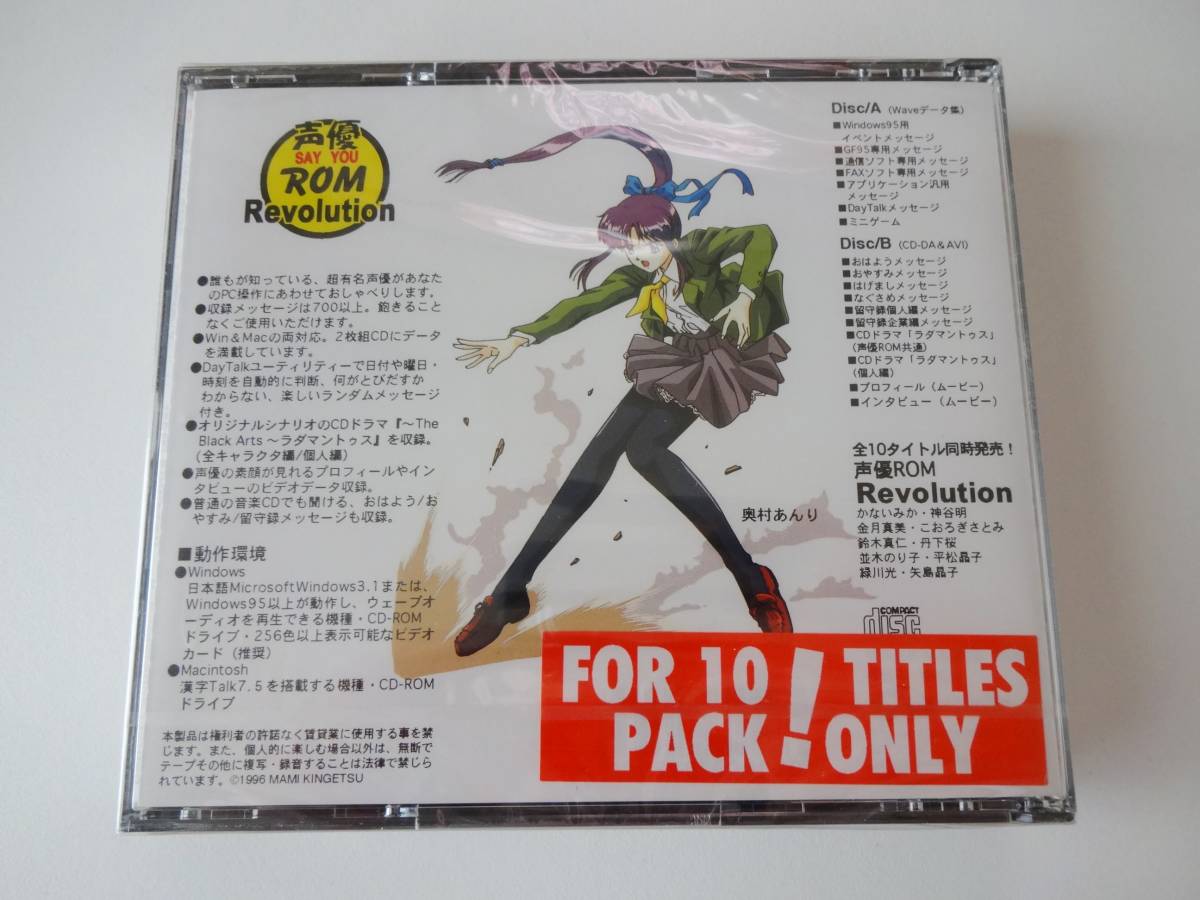 声優
SAY YOU
ROM
Revolution
●誰もが知っている、超有名声優があなた
のPC操作にあわせておしゃべりします。
●収録メッセージは700以上。飽きること
なくご使用いただけます。
●Win＆Macの両対応。2枚組CDにデータ
を満載しています。
●DayTalkユーティリティーで日付や曜日・
時刻を自動的に判断、何がとびだすか
わからない、楽しいランダムメッセージ
付き。
●オリジナルシナリオのCDドラマ『～The
Black Arts ～ラダマントゥス』を収録。
（全キャラクタ編/個人編）
●声優の素顔が見れるプロフィールやイン
タビューのビデオデータ収録。
●普通の音楽CDでも聞ける、おはよう/お
やすみ/留守録メッセージも収録。
■動作環境
●Windows
日本語MicrosoftWindows3.1または、
Windows95以上が動作し、ウェーブオ
ーディオを再生できる機種・CD-ROM
ドライブ・256色以上表示可能なビデオ
カード（推奨）
●Macintosh
漢字Talk7.5を搭載する機種・CD-ROM
ドライブ
本製品は権利者の許諾なく賃貸業に使用する事を禁
じます。また、個人的に楽しむ場合以外は、無断で
テープその他に複写・録音することは法律で禁じら
れています。©1996 MAMI KINGETSU
奥村あんり
Disc/A（Waveデータ集）
■Windows95用
イベントメッセージ
■GF95専用メッセージ
■通信ソフト専用メッセージ
■FAXソフト専用メッセージ
■アプリケーション汎用
メッセージ
■DayTalkメッセージ
■ミニゲーム
Disc/B（CD-DA＆AVI）
■おはようメッセージ
■おやすみメッセージ
■はげましメッセージ
■なぐさめメッセージ
■留守録個人編メッセージ
■留守録企業編メッセージ
■CDドラマ「ラダマントゥス」
（声優ROM共通）
■CDドラマ「ラダマントゥス」
（個人編）
■プロフィール（ムービー）
■インタビュー（ムービー）
全10タイトル同時発売！
声優ROM
Revolution
かないみか・神谷明
金月真美・こおろぎさとみ
鈴木真仁・丹下桜
並木のり子・平松晶子
緑川光・矢島晶子
COMPACT
disc
FOR 10 TITLES
PACK ! ONLY